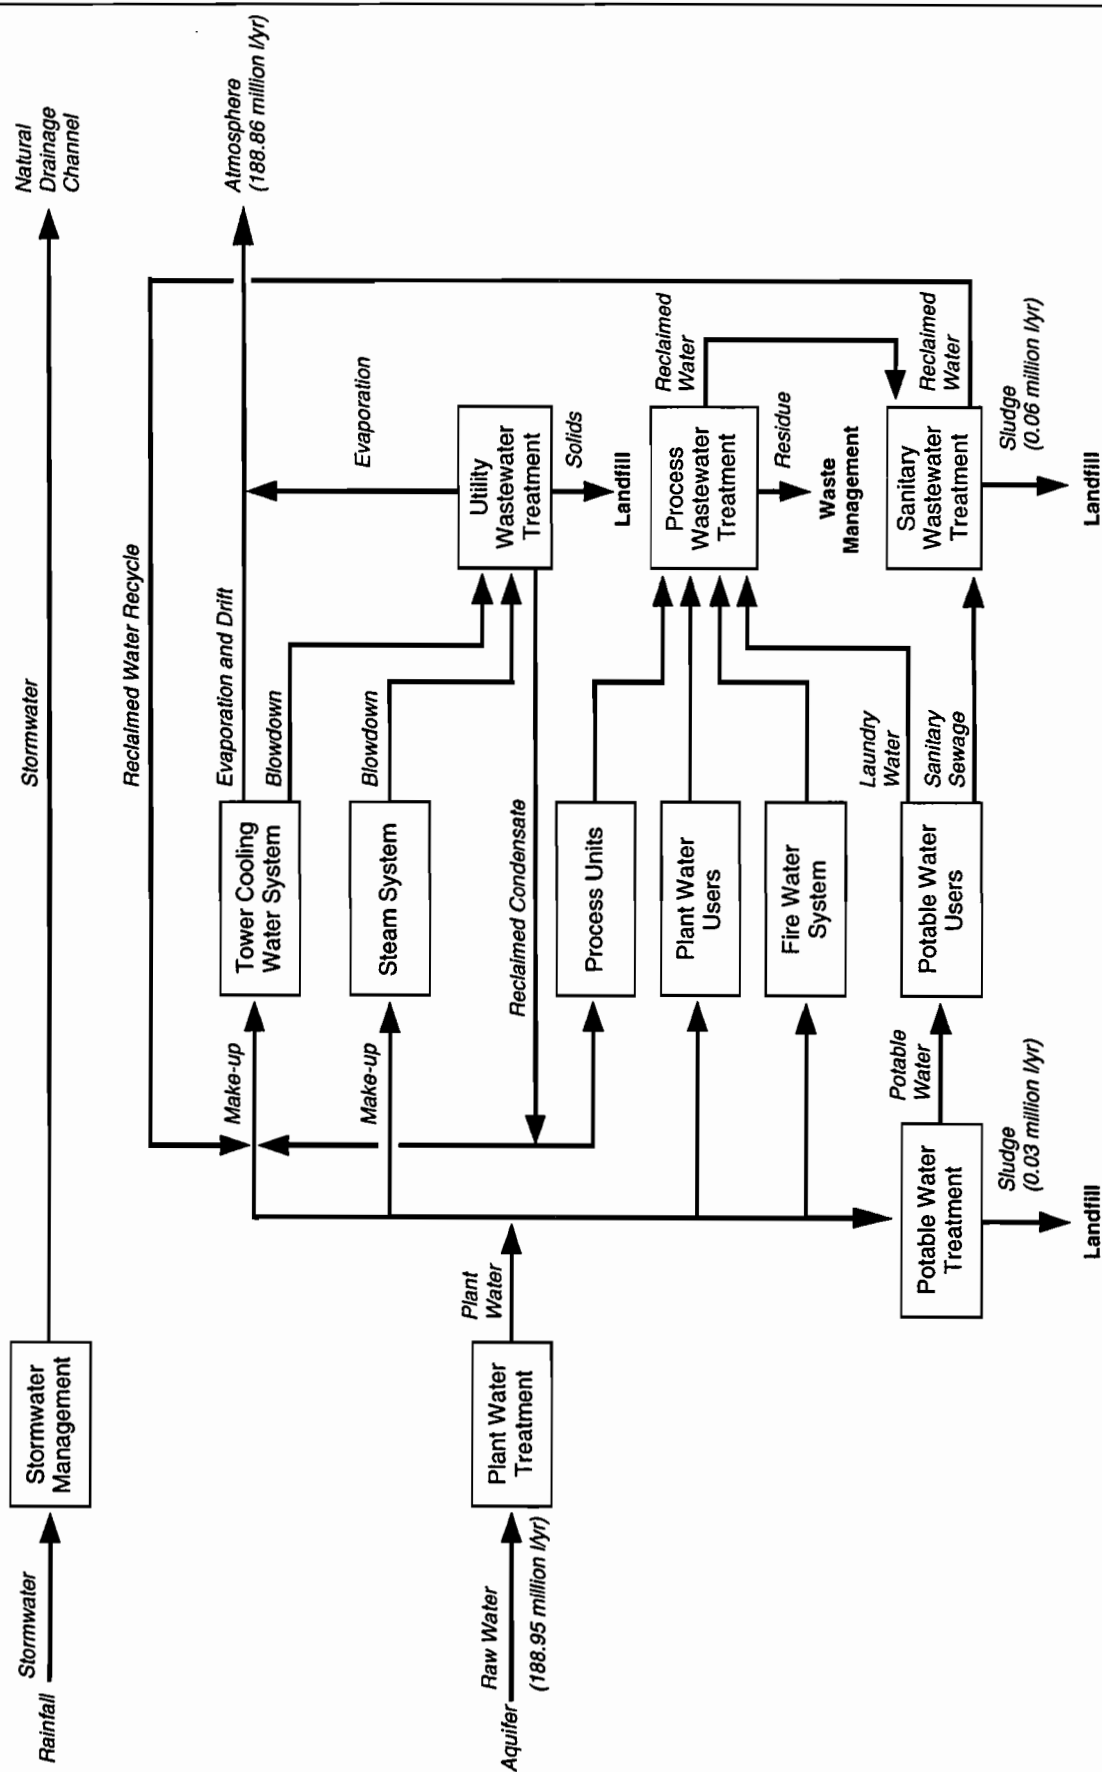 Rainfall
Stormwater
Stormwater
Management
Stormwater
Natural
Drainage
Channel
Reclaimed Water Recycle
Evaporation and Drift
Atmosphere
(188.86 million l/yr)
Make-up
Tower Cooling
Water System
Blowdown
Evaporation
Make-up
Steam System
Blowdown
Utility
Wastewater
Treatment
Solids
Landfill
Aquifer
Raw Water
(188.95 million l/yr)
Plant Water
Treatment
Plant
Water
Reclaimed Condensate
Process Units
Plant Water
Users
Fire Water
System
Process
Wastewater
Treatment
Reclaimed
Water
Residue
Waste
Management
Potable Water
Treatment
Potable
Water
Potable Water
Users
Laundry
Water
Sanitary
Sewage
Sanitary
Wastewater
Treatment
Reclaimed
Water
Sludge
(0.03 million l/yr)
Landfill
Sludge
(0.06 million l/yr)
Landfill